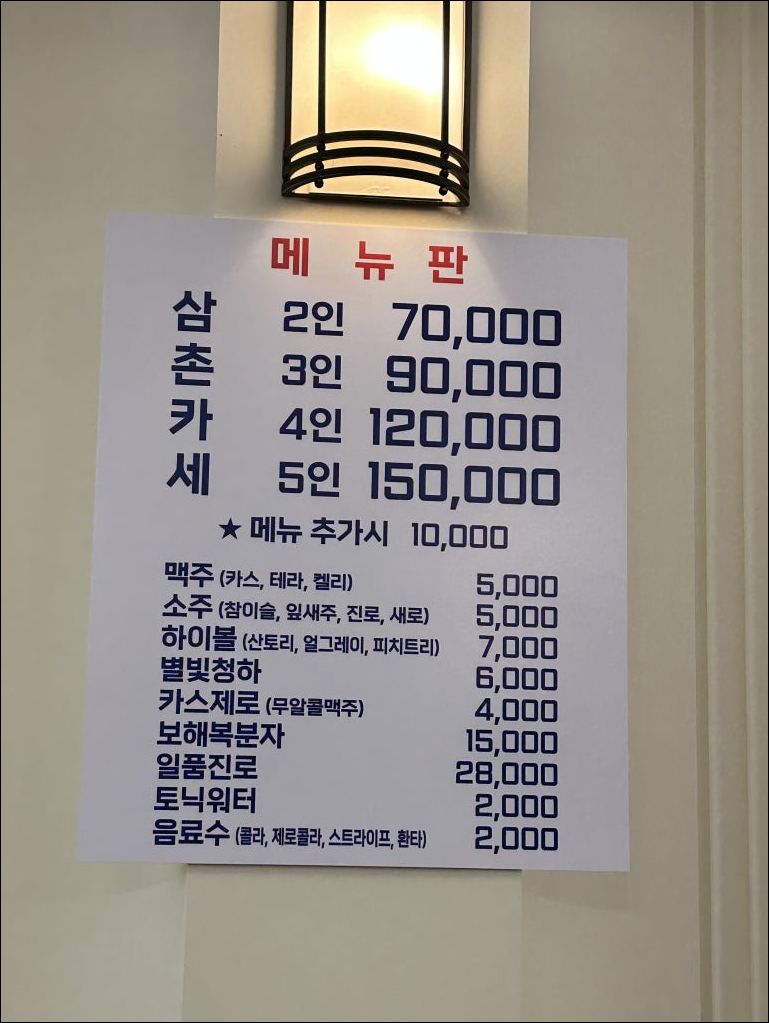 메뉴판
삼 2인 70,000
촌 3인 90,000
카 4인 120,000
세 5인 150,000
★ 메뉴 추가시 10,000
맥주 (카스, 테라, 켈리) 5,000
소주 (참이슬, 잎새주, 진로, 새로) 5,000
하이볼 (산토리, 얼그레이, 피치트리) 7,000
별빛청하 6,000
카스제로 (무알콜맥주) 4,000
보해복분자 15,000
일품진로 28,000
토닉워터 2,000
음료수 (콜라, 제로콜라, 스트라이프, 환타) 2,000